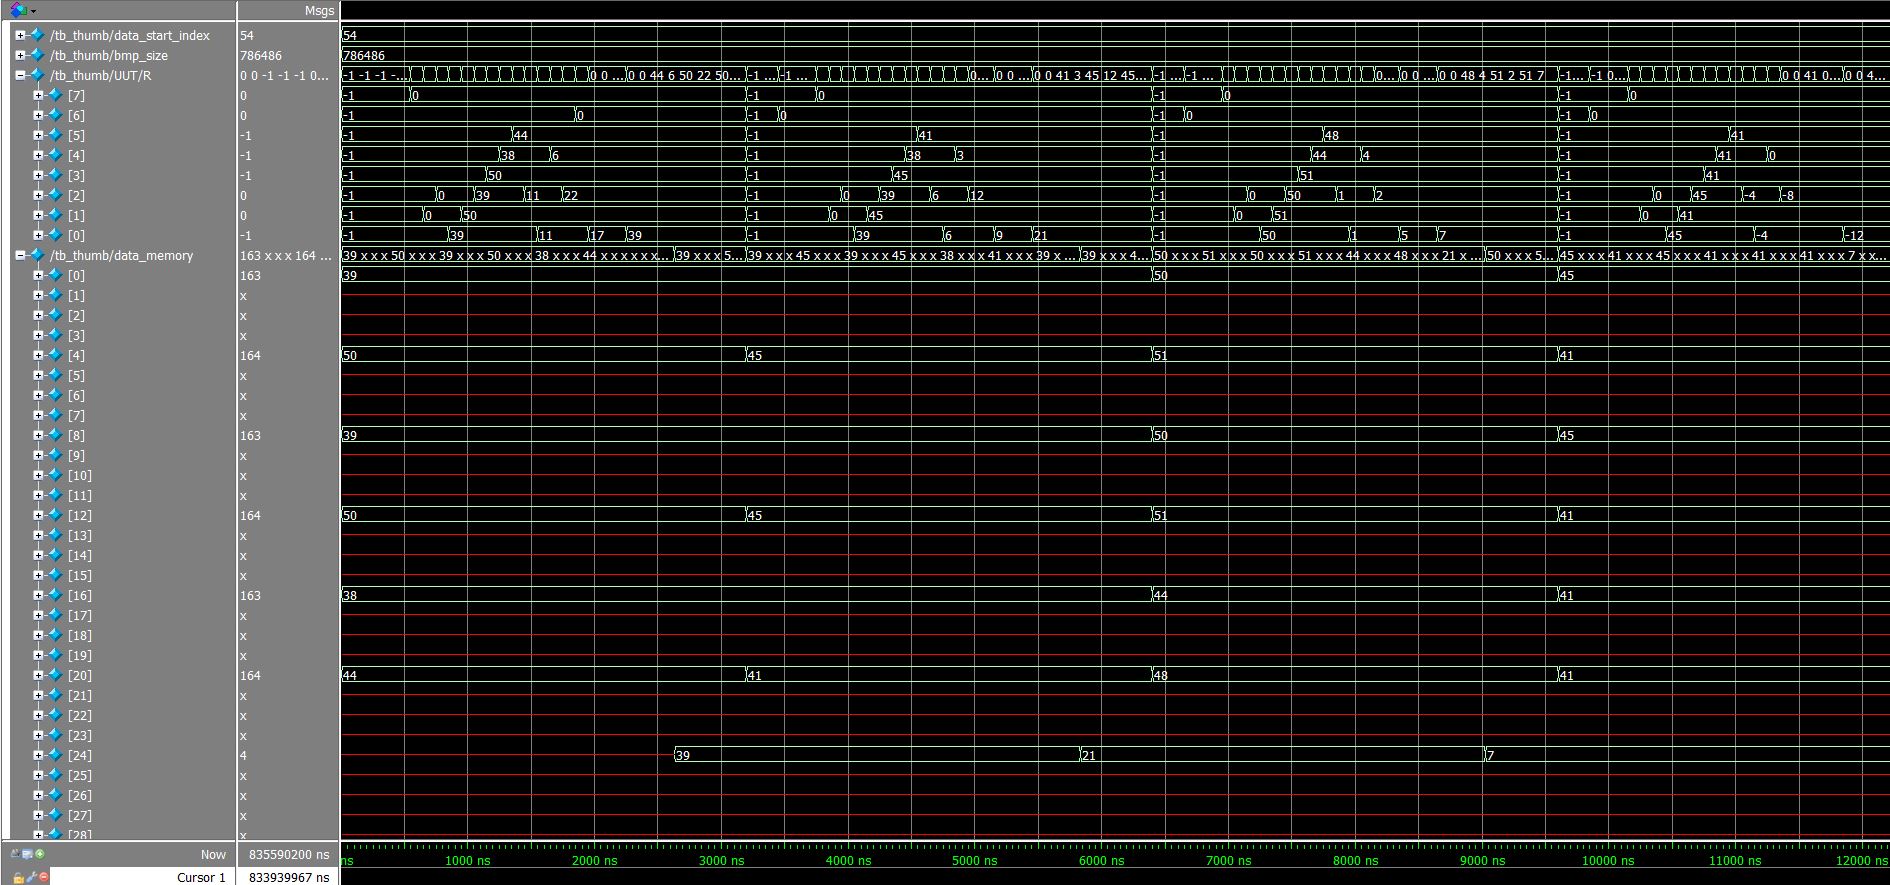 Msgs
/tb_thumb/data_start_index 54 54
/tb_thumb/bmp_size 786486 786486
/tb_thumb/UUT/R 0 0 -1 -1 -1 0... -1 -1 -1 -... 0 0 ... 0 0 44 6 50 22 50... -1 ... -1 ... 0... 0 0 ... 0 0 41 3 45 12 45... -1 ... -1 ... 0... 0 0 ... 0 0 48 4 51 2 51 7 -1... -1 0... 0 0 41 0... 0 0 4...
[7] 0 -1 0 -1 0 -1 0 -1 0
[6] 0 -1 0 -1 0 -1 0 -1 0
[5] -1 -1 44 -1 41 -1 48 -1 41
[4] -1 -1 38 6 -1 38 3 -1 44 4 -1 41 0
[3] -1 -1 50 -1 45 -1 51 -1 41
[2] 0 -1 0 39 11 22 -1 0 39 6 12 -1 0 50 1 2 -1 0 45 -4 -8
[1] 0 -1 0 50 -1 0 45 -1 0 51 -1 0 41
[0] -1 -1 39 11 17 39 -1 39 6 9 21 -1 50 1 5 7 -1 45 -4 -12
/tb_thumb/data_memory 163 x x x 164 ... 39 x x x 50 x x x 39 x x x 50 x x x 38 x x x 44 x x x x x x... 39 x x x 5... 39 x x x 45 x x x 39 x x x 45 x x x 38 x x x 41 x x x 39 x ... 39 x x x 4... 50 x x x 51 x x x 50 x x x 51 x x x 44 x x x 48 x x x 21 x ... 50 x x x 5... 45 x x x 41 x x x 45 x x x 41 x x x 41 x x x 41 x x x 7 x x...
[0] 163 39 50 45
[1] x
[2] x
[3] x
[4] 164 50 45 51 41
[5] x
[6] x
[7] x
[8] 163 39 50 45
[9] x
[10] x
[11] x
[12] 164 50 45 51 41
[13] x
[14] x
[15] x
[16] 163 38 44 41
[17] x
[18] x
[19] x
[20] 164 44 41 48 41
[21] x
[22] x
[23] x
[24] 4 39 21 7
[25] x
[26] x
[27] x
[28] x
Now 835590200 ns ns 1000 ns 2000 ns 3000 ns 4000 ns 5000 ns 6000 ns 7000 ns 8000 ns 9000 ns 10000 ns 11000 ns 12000 ns
Cursor 1 833939967 ns